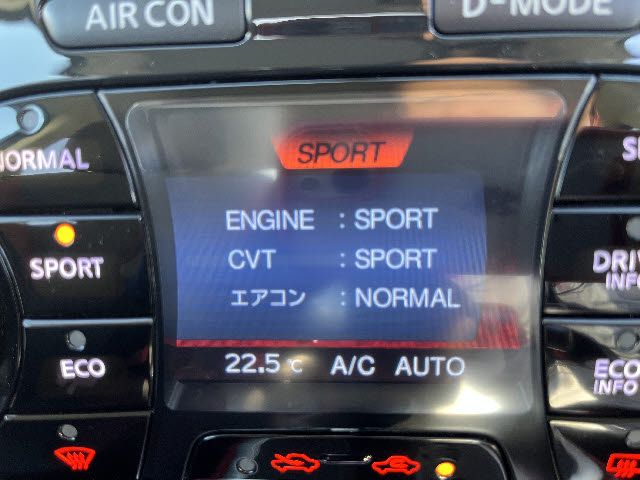 AIR CON
D-MODE
NORMAL
SPORT
SPORT
ENGINE : SPORT
CVT : SPORT
エアコン : NORMAL
ECO
22.5℃ A/C AUTO
DRIV
INFO
ECO
INFO